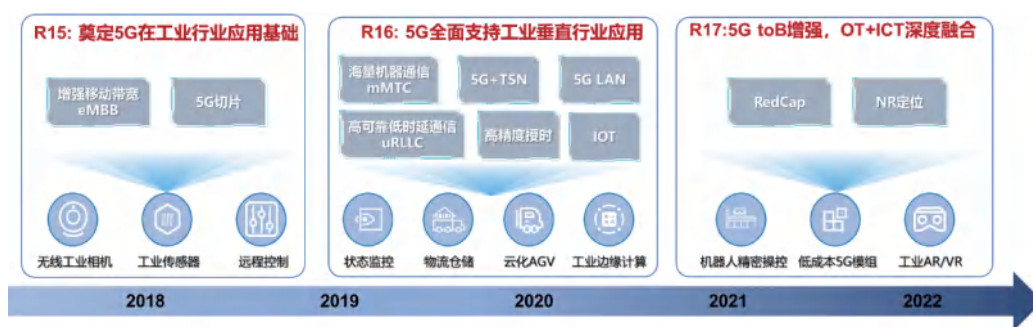 R15: 奠定5G在工业行业应用基础
增强移动带宽
eMBB
5G切片
无线工业相机
工业传感器
远程控制
R16: 5G全面支持工业垂直行业应用
海量机器通信
mMTC
5G+TSN
5G LAN
高可靠低时延通信
uRLLC
高精度授时
IOT
状态监控
物流仓储
云化AGV
工业边缘计算
R17:5G toB增强，OT+ICT深度融合
RedCap
NR定位
机器人精密操控
低成本5G模组
工业AR/VR
2018
2019
2020
2021
2022